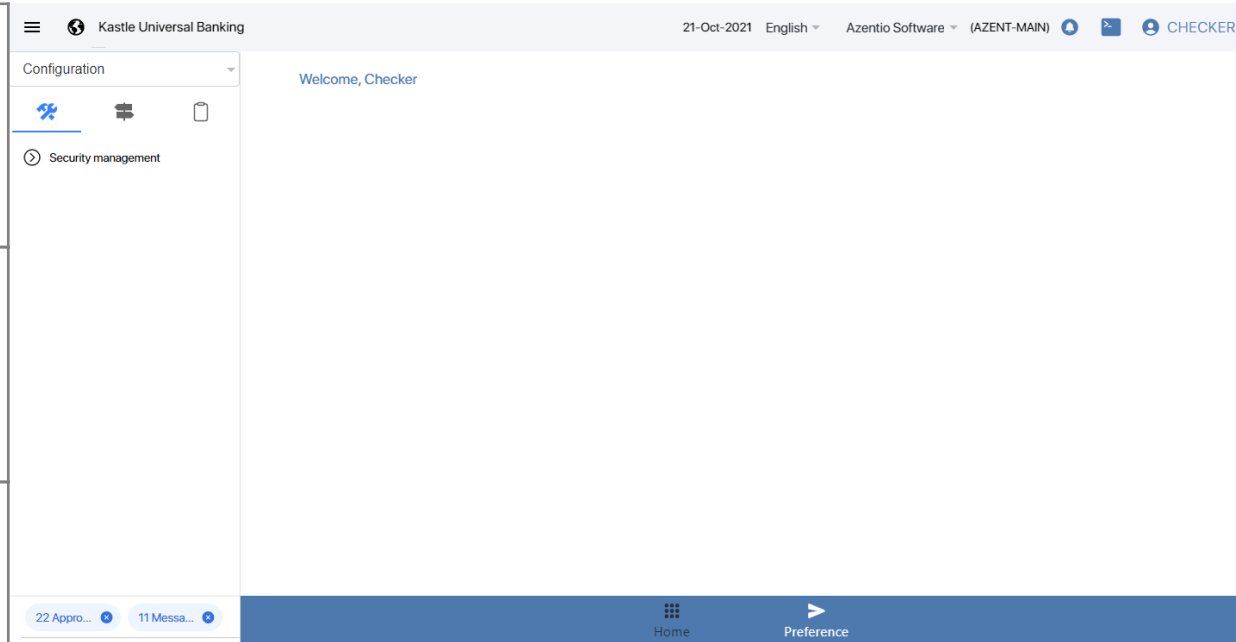 Kastle Universal Banking
21-Oct-2021 English Azentio Software (AZENT-MAIN) CHECKER
Configuration
Welcome, Checker
Security management
22 Appro... 11 Messa...
Home Preference